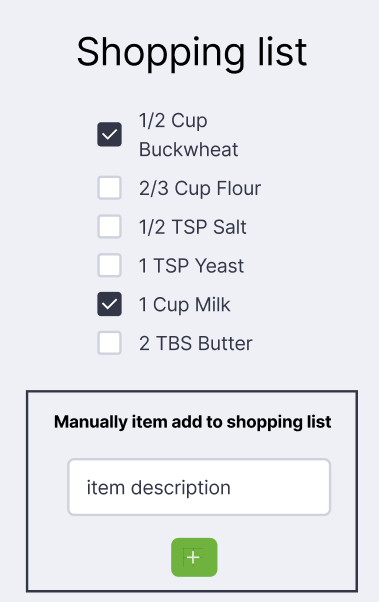 Shopping list
1/2 Cup
Buckwheat
2/3 Cup Flour
1/2 TSP Salt
1 TSP Yeast
1 Cup Milk
2 TBS Butter
Manually item add to shopping list
item description
+